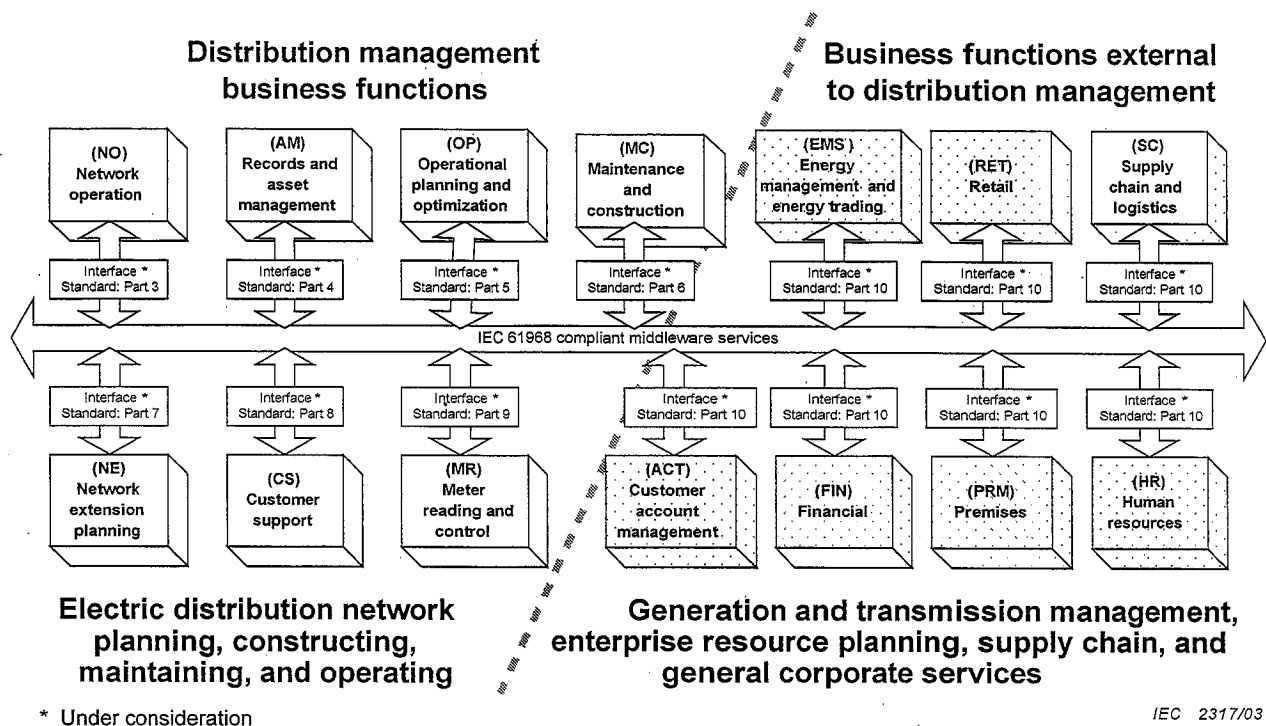 Distribution management
business functions
Business functions external
to distribution management
(NO)
Network
operation
(AM)
Records and
asset
management
(OP)
Operational
planning and
optimization
(MC)
Maintenance
and
construction
(EMS)
Energy
management and
energy trading
(RET)
Retail
(SC)
Supply
chain and
logistics
Interface *
Standard: Part 3
Interface *
Standard: Part 4
Interface *
Standard: Part 5
Interface *
Standard: Part 6
Interface *
Standard: Part 10
Interface *
Standard: Part 10
Interface *
Standard: Part 10
IEC 61968 compliant middleware services
Interface *
Standard: Part 7
Interface *
Standard: Part 8
Interface *
Standard: Part 9
Interface *
Standard: Part 10
Interface *
Standard: Part 10
Interface *
Standard: Part 10
Interface *
Standard: Part 10
(NE)
Network
extension
planning
(CS)
Customer
support
(MR)
Meter
reading and
control
(ACT)
Customer
account
management
(FIN)
Financial
(PRM)
Premises
(HR)
Human
resources
Electric distribution network
planning, constructing,
maintaining, and operating
Generation and transmission management,
enterprise resource planning, supply chain, and
general corporate services
* Under consideration
IEC 2317/03